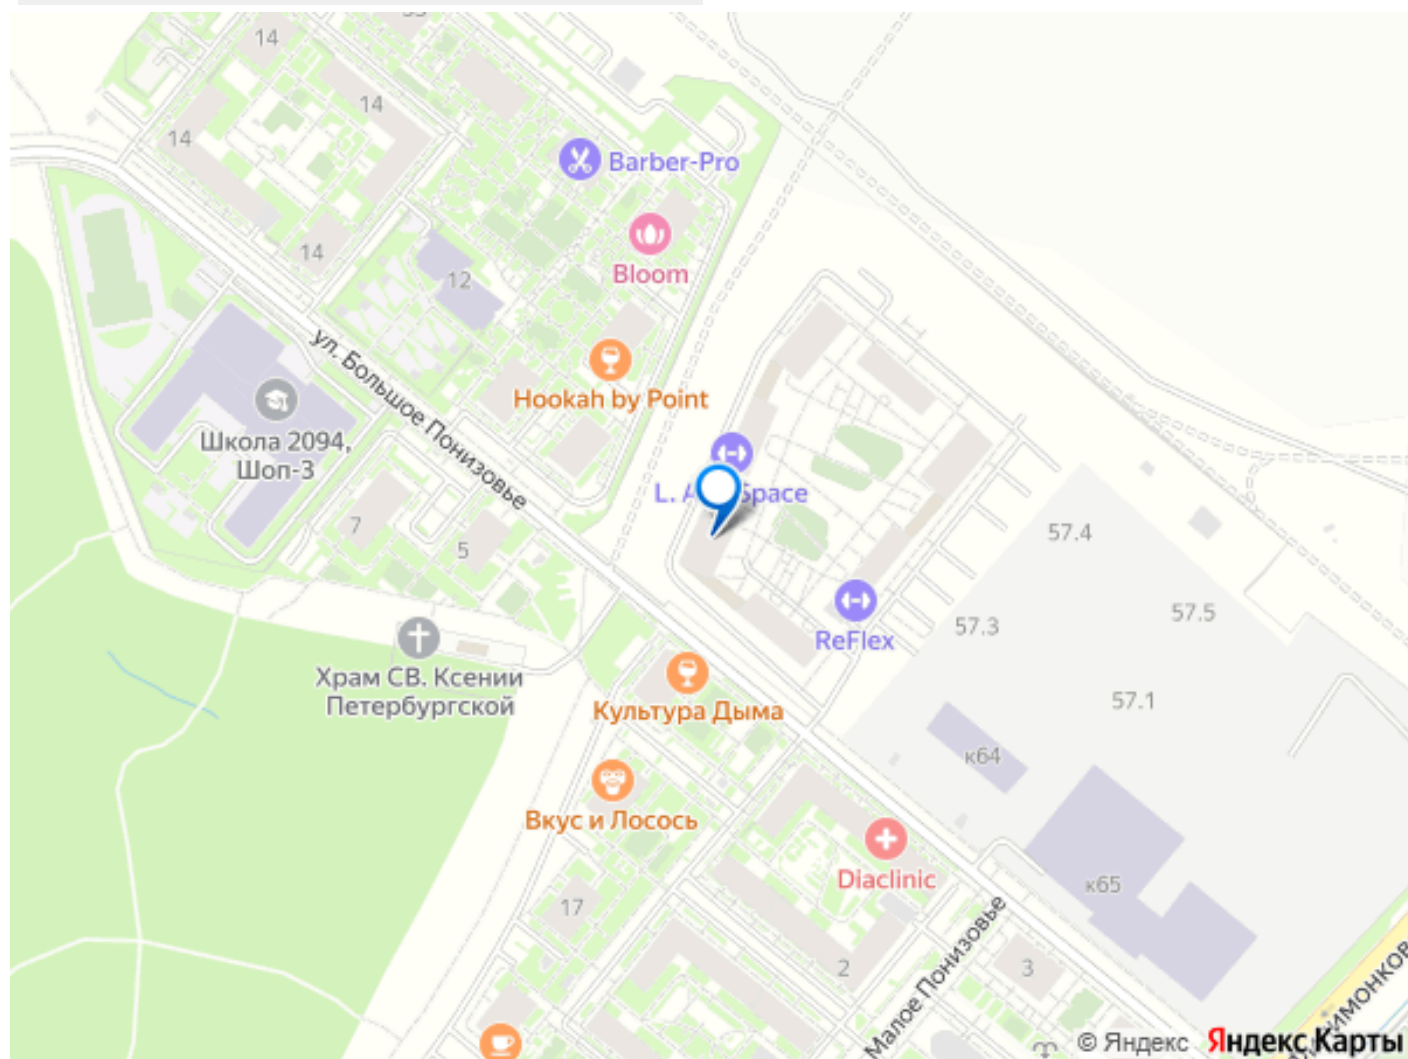 14
14
14
Barber-Pro
14
Bloom
12
ул. Большое Понизовье
Hookah by Point
Школа 2094,
Шоп-3
Space
7
5
57.4
57.5
57.3
ReFlex
57.1
Храм СВ. Ксении
Петербургской
Культура Дыма
к64
Вкус и Лосось
Diaclinic
к65
17
2
3
Малое Понизовье
© Яндекс Яндекс Карты